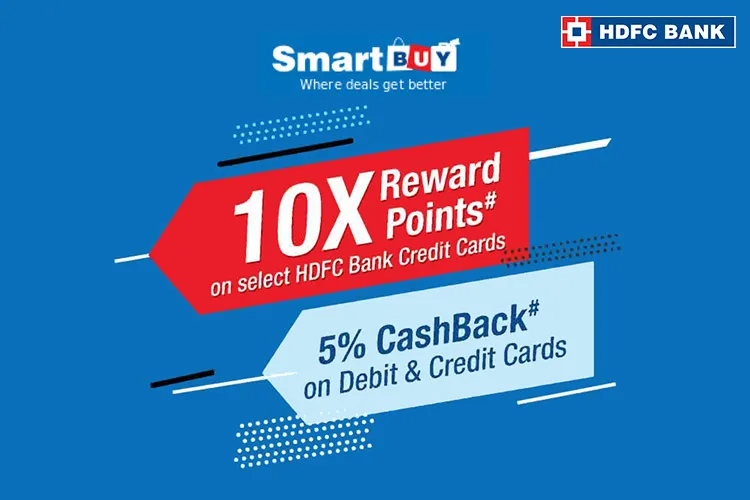 HDFC BANK
SmartBUY
Where deals get better
10X Reward
Points#
on select HDFC Bank Credit Cards
5% CashBack#
on Debit & Credit Cards